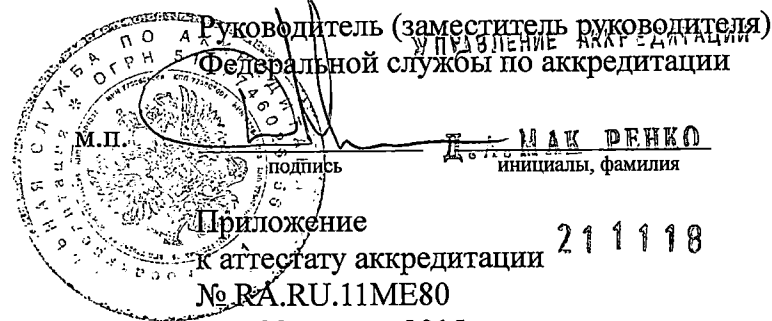 Руководитель (заместитель руководителя)
УПРАВЛЕНИЕ АККРЕДИТАЦИИ
Федеральной службы по аккредитации
М.П.
подпись
инициалы, фамилия
Приложение
к аттестату аккредитации 211118
№ RA.RU.11МЕ80